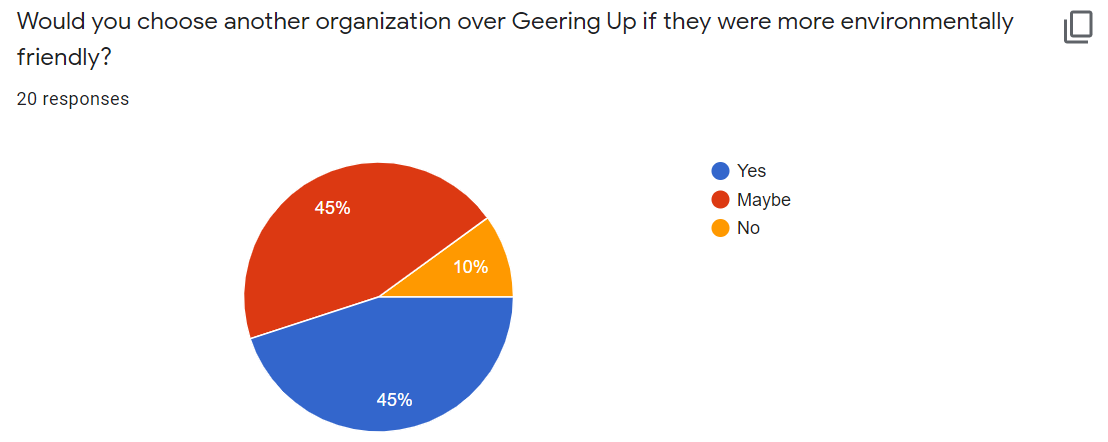 Would you choose another organization over Geering Up if they were more environmentally
friendly?
20 responses
Yes
Maybe
No
45%
10%
45%